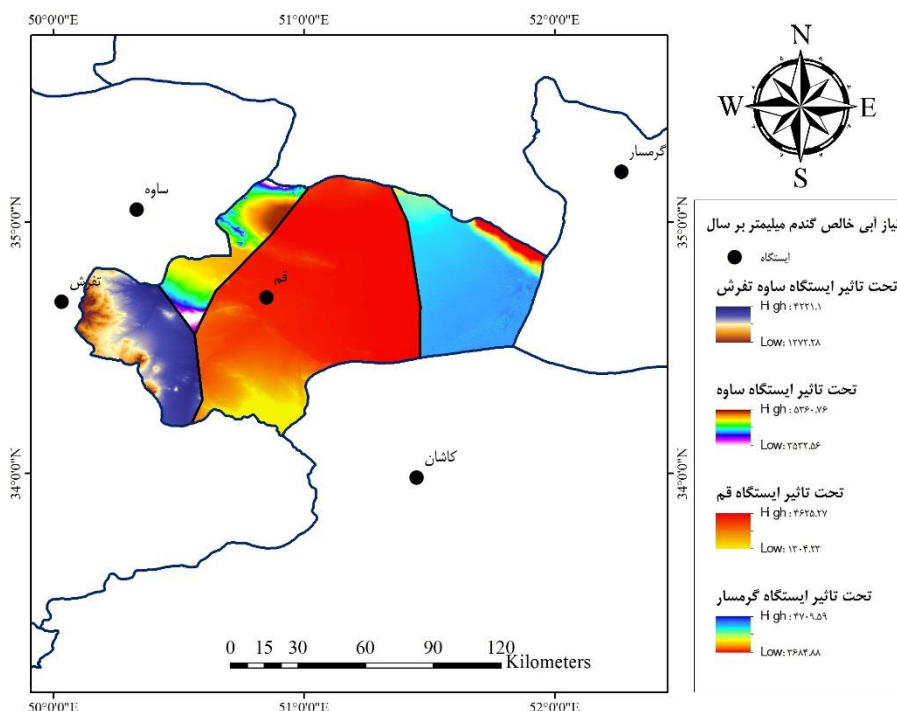 50°0'0"E
51°0'0"E
52°0'0"E
N
W
E
S
35°0'0"N
34°0'0"N
35°0'0"N
34°0'0"N
گرمسار
ساوه
تفرش
قم
کاشان
0 15 30 60 90 120
Kilometers
50°0'0"E
51°0'0"E
52°0'0"E
نیاز آبی خالص گندم میلیمتر بر سال
ایستگاه
تحت تاثیر ایستگاه ساوه تفرش
High : ۴۲۲۱.۱
Low: ۱۲۷۲.۲۸
تحت تاثیر ایستگاه ساوه
High : ۵۳۶۰.۷۶
Low: ۳۵۳۲.۵۶
تحت تاثیر ایستگاه قم
High : ۴۶۲۵.۲۷
Low: ۱۳۰۴.۲۳
تحت تاثیر ایستگاه گرمسار
High : ۴۷۰۹.۵۹
Low: ۳۶۸۴.۸۸